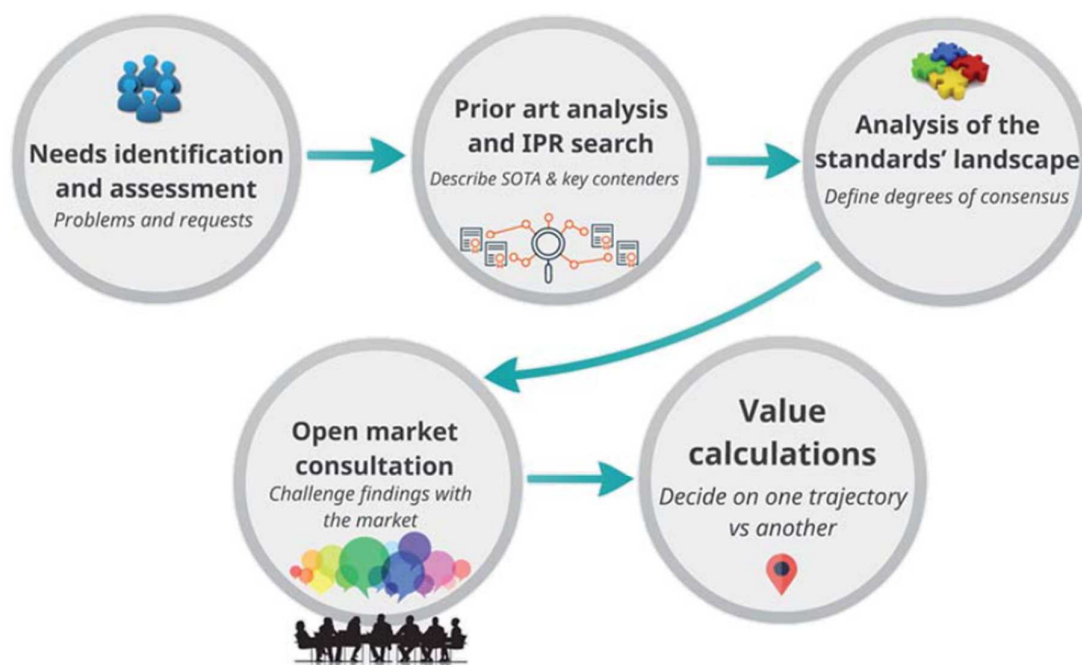 Needs identification
and assessment
Problems and requests
Prior art analysis
and IPR search
Describe SOTA & key contenders
Analysis of the
standards’ landscape
Define degrees of consensus
Open market
consultation
Challenge findings with
the market
Value
calculations
Decide on one trajectory
vs another